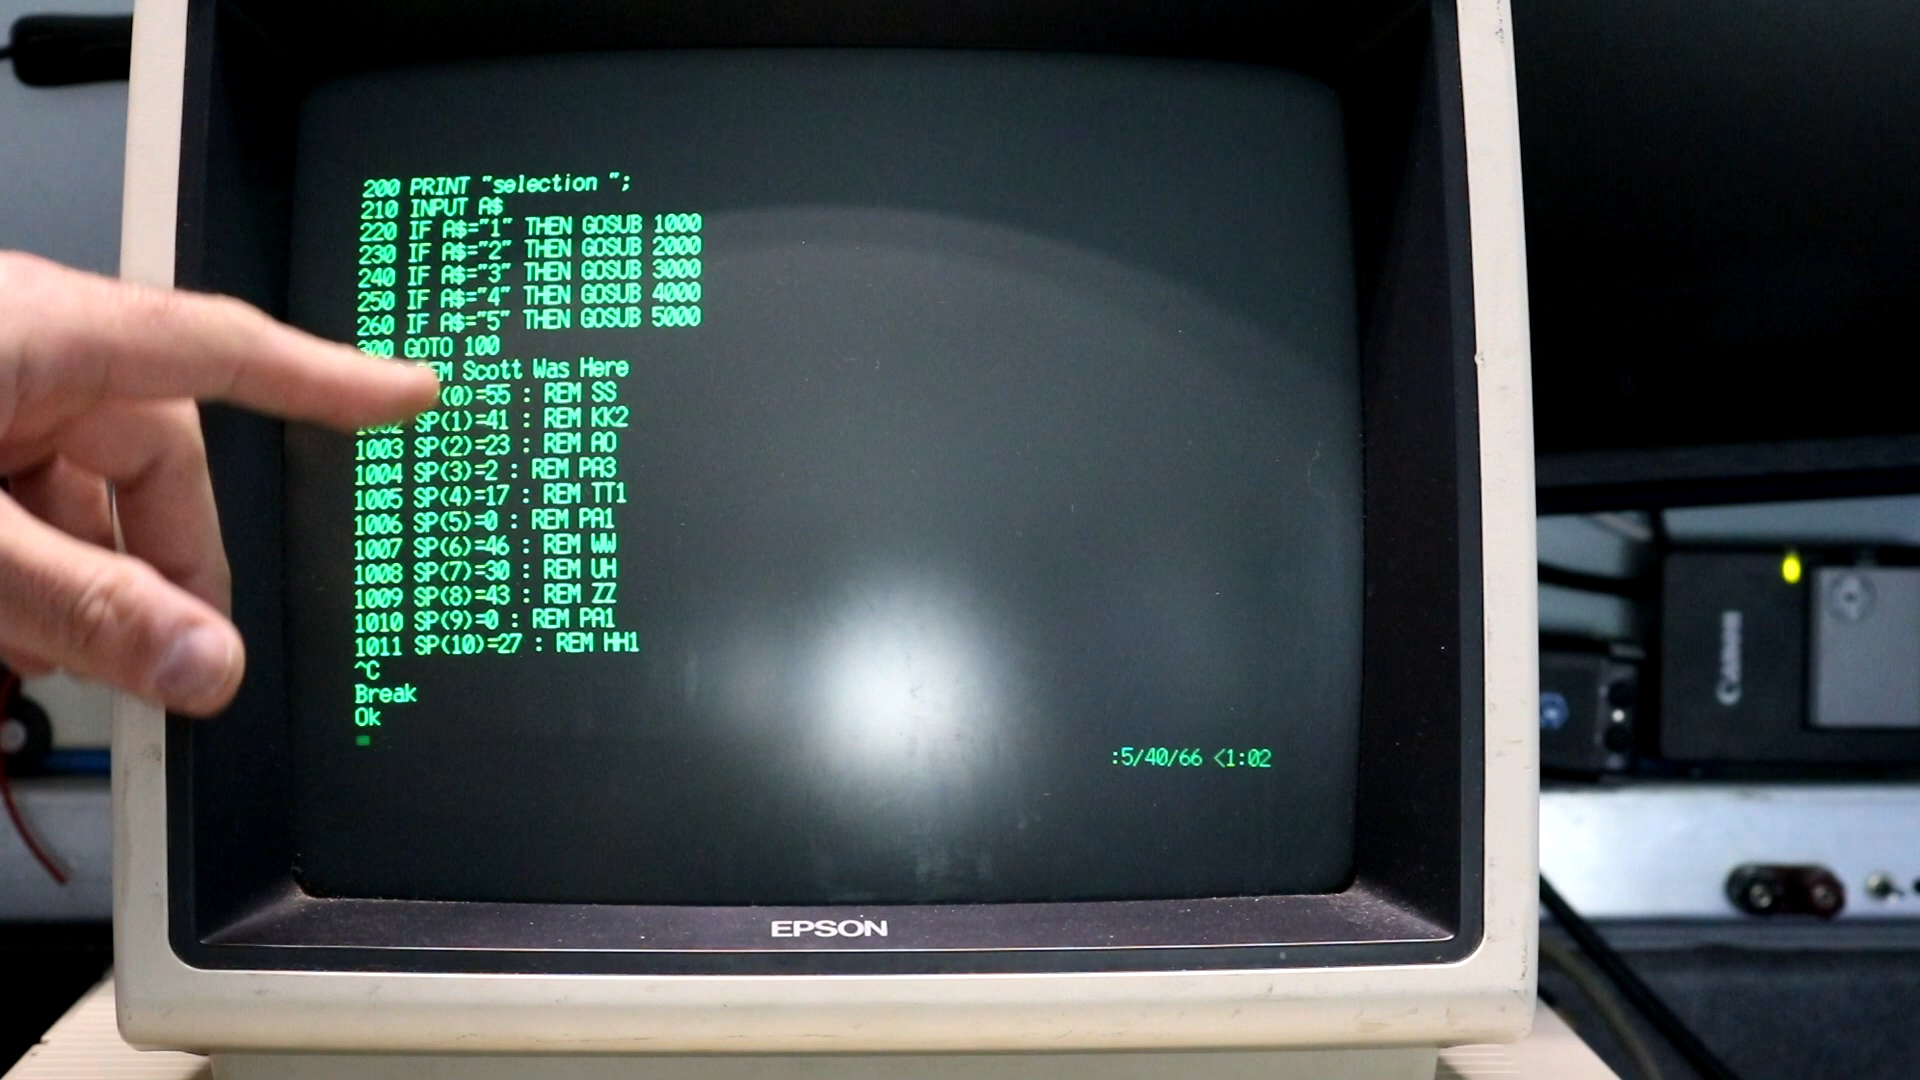 200 PRINT "selection ";
210 INPUT A$
220 IF A$="1" THEN GOSUB 1000
230 IF A$="2" THEN GOSUB 2000
240 IF A$="3" THEN GOSUB 3000
250 IF A$="4" THEN GOSUB 4000
260 IF A$="5" THEN GOSUB 5000
300 GOTO 100
REM Scott Was Here
SP(0)=55 : REM SS
1002 SP(1)=41 : REM KK2
1003 SP(2)=23 : REM AO
1004 SP(3)=2 : REM PA3
1005 SP(4)=17 : REM TT1
1006 SP(5)=0 : REM PA1
1007 SP(6)=46 : REM WW
1008 SP(7)=30 : REM UH
1009 SP(8)=43 : REM ZZ
1010 SP(9)=0 : REM PA1
1011 SP(10)=27 : REM HH1
^C
Break
Ok
:5/40/66 <1:02
EPSON
Canon